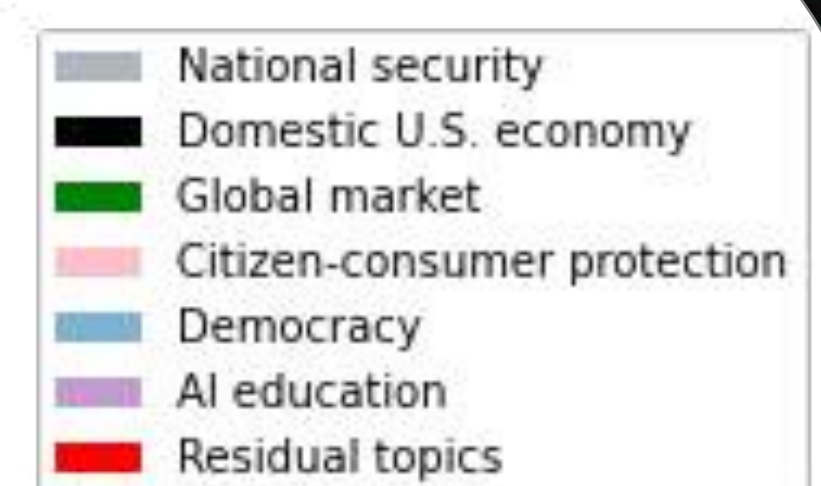 National security
Domestic U.S. economy
Global market
Citizen-consumer protection
Democracy
AI education
Residual topics